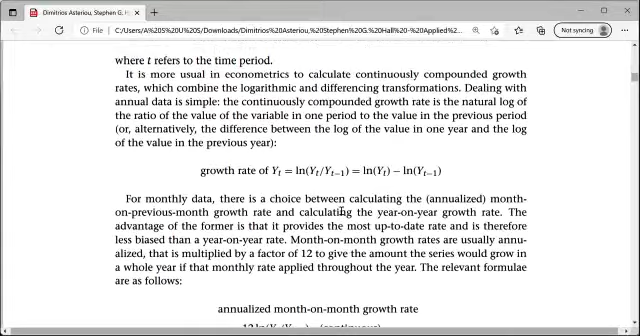 Dimitrios Asteriou, Stephen G. H
File
C:/Users/A%20S%20U%20S/Downloads/Dimitrios%20Asteriou,%20Stephen%20G.%20Hall%20-%20Applied%2...
Not syncing
where t refers to the time period.
It is more usual in econometrics to calculate continuously compounded growth
rates, which combine the logarithmic and differencing transformations. Dealing with
annual data is simple: the continuously compounded growth rate is the natural log of
the ratio of the value of the variable in one period to the value in the previous period
(or, alternatively, the difference between the log of the value in one year and the log
of the value in the previous year):
growth rate of Yt = ln(Yt/Yt−1) = ln(Yt) − ln(Yt−1)
For monthly data, there is a choice between calculating the (annualized) month-
on-previous-month growth rate and calculating the year-on-year growth rate. The
advantage of the former is that it provides the most up-to-date rate and is therefore
less biased than a year-on-year rate. Month-on-month growth rates are usually annu-
alized, that is multiplied by a factor of 12 to give the amount the series would grow in
a whole year if that monthly rate applied throughout the year. The relevant formulae
are as follows:
annualized month-on-month growth rate